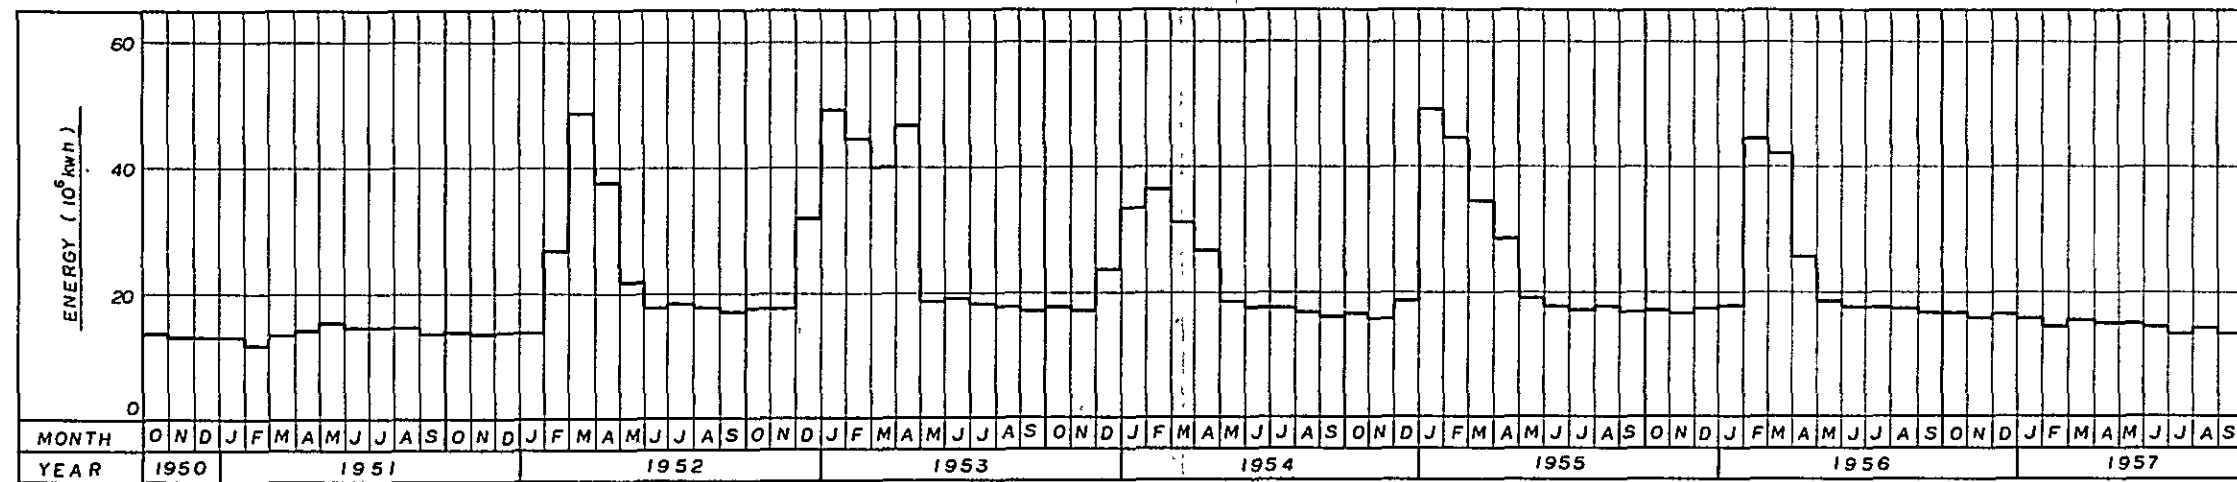 60
40
20
0
ENERGY (10⁶ kwh)
MONTH O N D J F M A M J J A S O N D J F M A M J J A S O N D J F M A M J J A S O N D J F M A M J J A S O N D J F M A M J J A S O N D J F M A M J J A S O N D J F M A M J J A S
YEAR 1950 1951 1952 1953 1954 1955 1956 1957